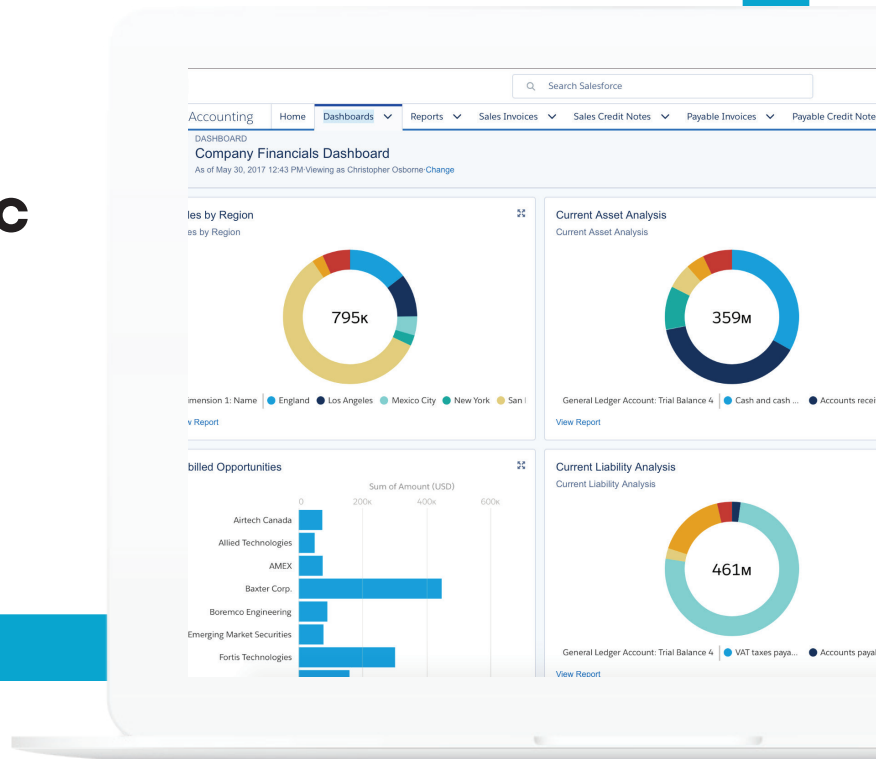 c
Search Salesforce
Accounting Home Dashboards Reports Sales Invoices Sales Credit Notes Payable Invoices Payable Credit Note
DASHBOARD
Company Financials Dashboard
As of May 30, 2017 12:43 PM·Viewing as Christopher Osborne·Change
les by Region
es by Region
795K
imension 1: Name England Los Angeles Mexico City New York San
w Report
Current Asset Analysis
Current Asset Analysis
359M
General Ledger Account: Trial Balance 4 Cash and cash ... Accounts recei
View Report
billed Opportunities
Sum of Amount (USD)
0 200K 400K 600K
Airtech Canada
Allied Technologies
AMEX
Baxter Corp.
Boremco Engineering
Emerging Market Securities
Fortis Technologies
Current Liability Analysis
Current Liability Analysis
461M
General Ledger Account: Trial Balance 4 VAT taxes paya... Accounts payal
View Report